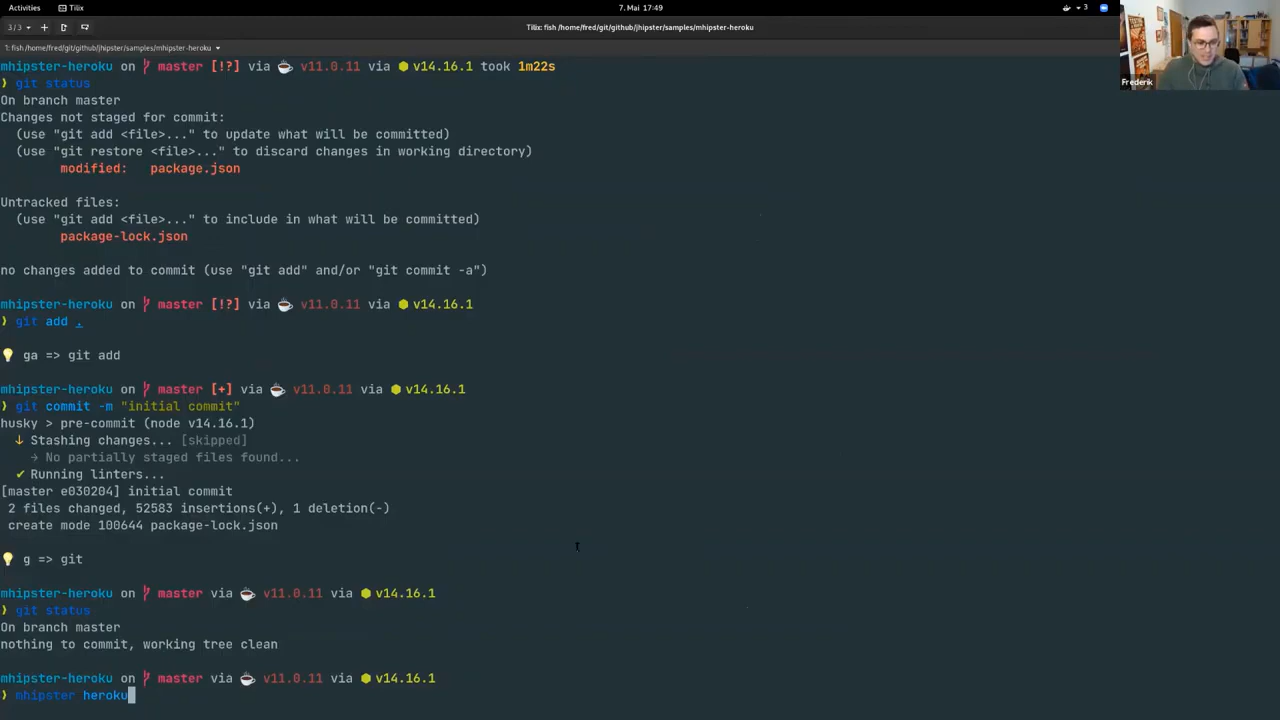 Activities
Tilix
7. Mai 17:49
3
3/3
Tilix: fish /home/fred/git/github/jhipster/samples/mhipster-heroku
1: fish /home/fred/git/github/jhipster/samples/mhipster-heroku
Frederik
mhipster-heroku on master [!?] via v11.0.11 via v14.16.1 took 1m22s
❯ git status
On branch master
Changes not staged for commit:
(use "git add <file>..." to update what will be committed)
(use "git restore <file>..." to discard changes in working directory)
modified:   package.json
Untracked files:
(use "git add <file>..." to include in what will be committed)
package-lock.json
no changes added to commit (use "git add" and/or "git commit -a")
mhipster-heroku on master [!?] via v11.0.11 via v14.16.1
❯ git add .
ga => git add
mhipster-heroku on master [+] via v11.0.11 via v14.16.1
❯ git commit -m "initial commit"
husky > pre-commit (node v14.16.1)
↓ Stashing changes... [skipped]
→ No partially staged files found...
✔ Running linters...
[master e030204] initial commit
2 files changed, 52583 insertions(+), 1 deletion(-)
create mode 100644 package-lock.json
g => git
mhipster-heroku on master via v11.0.11 via v14.16.1
❯ git status
On branch master
nothing to commit, working tree clean
mhipster-heroku on master via v11.0.11 via v14.16.1
❯ mhipster heroku